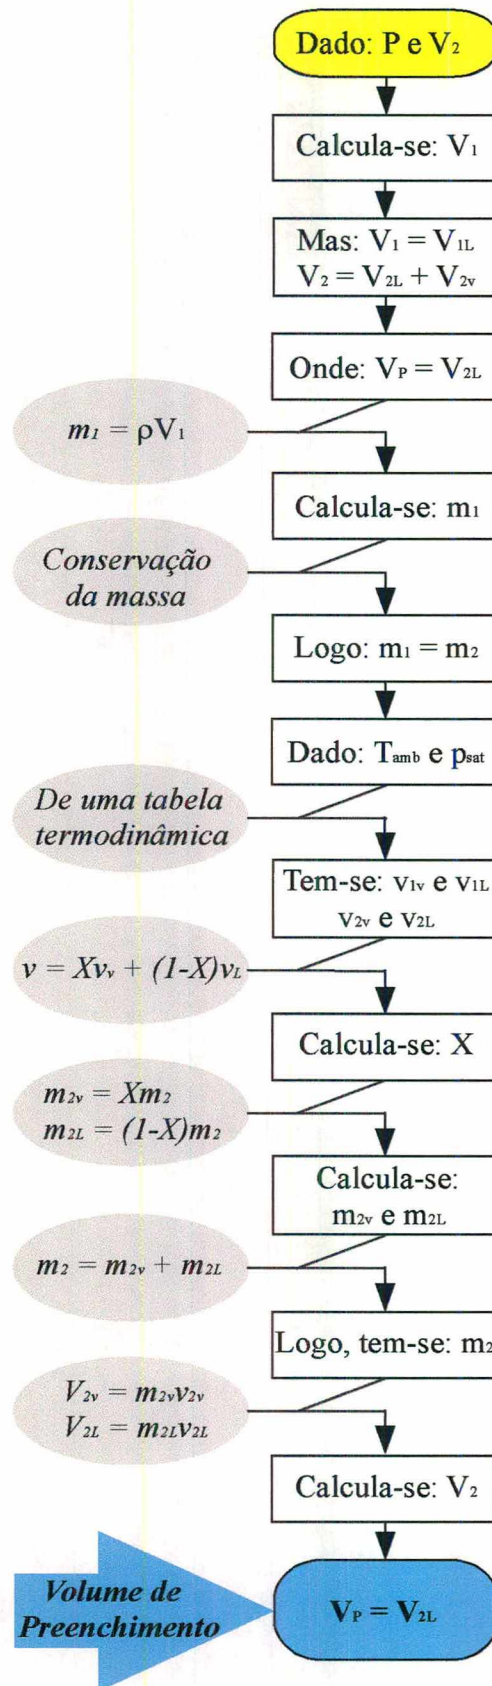 Dado: P e V₂
Calcula-se: V₁
Mas: V₁ = V₁L
V₂ = V₂L + V₂v
Onde: Vₚ = V₂L
m₁ = ρV₁
Calcula-se: m₁
Conservação
da massa
Logo: m₁ = m₂
Dado: Tamb e psat
De uma tabela
termodinâmica
Tem-se: v₁v e v₁L
v₂v e v₂L
v = Xvv + (1-X)vL
Calcula-se: X
m₂v = Xm₂
m₂L = (1-X)m₂
Calcula-se:
m₂v e m₂L
m₂ = m₂v + m₂L
Logo, tem-se: m₂
V₂v = m₂vv₂v
V₂L = m₂Lv₂L
Calcula-se: V₂
Volume de
Preenchimento
Vₚ = V₂L